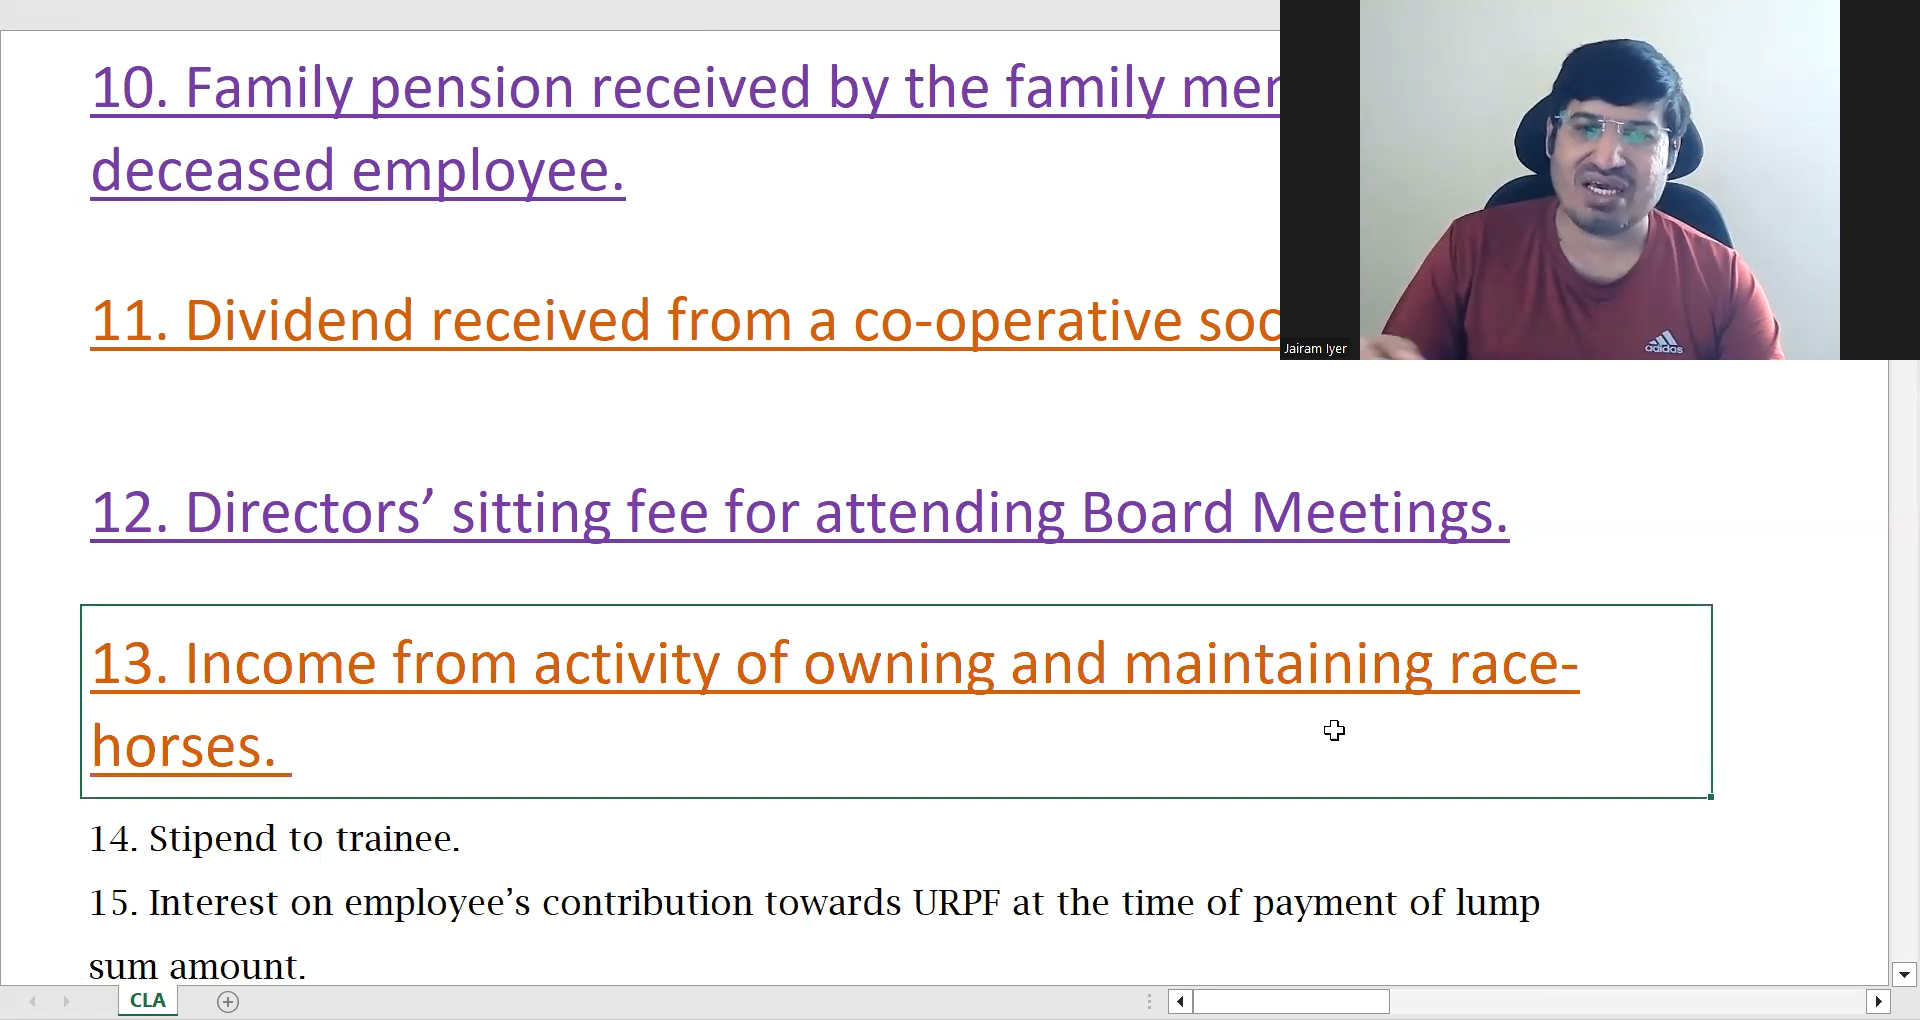 10. Family pension received by the family
deceased employee.
11. Dividend received from a co-operative
12. Directors’ sitting fee for attending Board Meetings.
13. Income from activity of owning and maintaining race-
horses.
14. Stipend to trainee.
15. Interest on employee’s contribution towards URPF at the time of payment of lump
sum amount.
Jairam Iyer
adidas
CLA